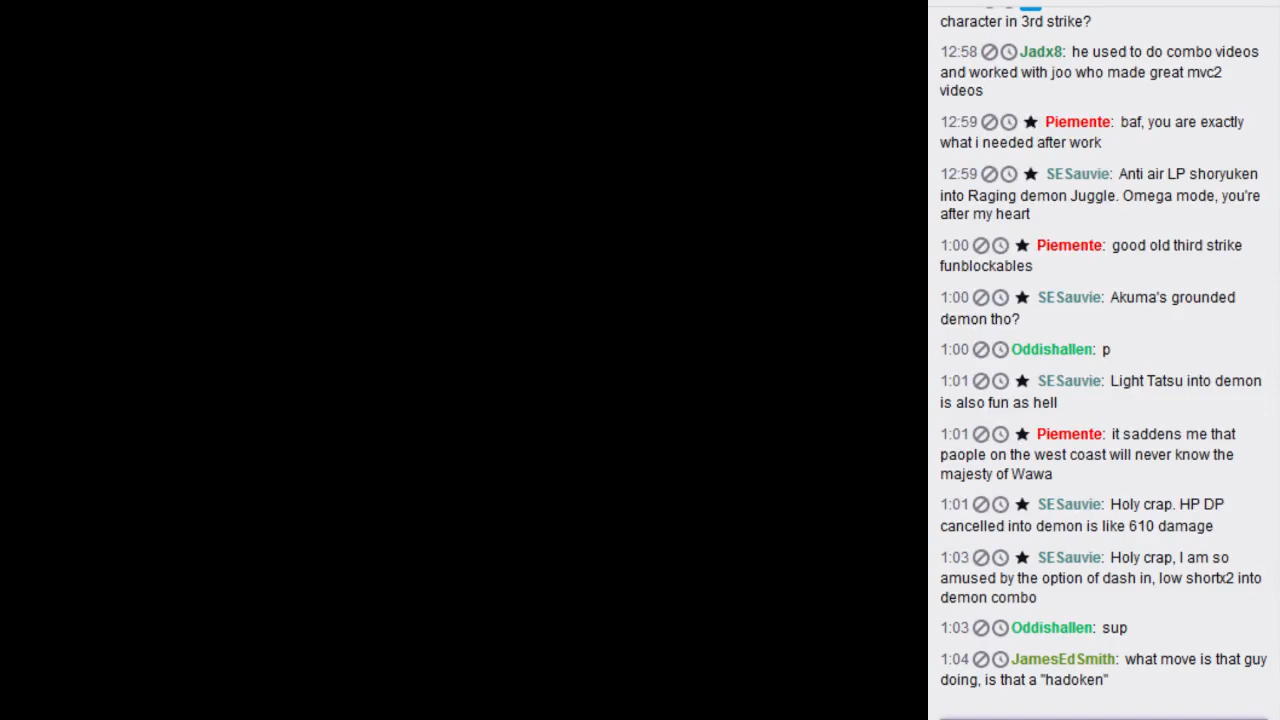 character in 3rd strike?
12:58 Jadx8: he used to do combo videos
and worked with joo who made great mvc2
videos
12:59 Piemente: baf, you are exactly
what i needed after work
12:59 SESauvie: Anti air LP shoryuken
into Raging demon Juggle. Omega mode, you're
after my heart
1:00 Piemente: good old third strike
funblockables
1:00 SESauvie: Akuma's grounded
demon tho?
1:00 Oddishallen: p
1:01 SESauvie: Light Tatsu into demon
is also fun as hell
1:01 Piemente: it saddens me that
paople on the west coast will never know the
majesty of Wawa
1:01 SESauvie: Holy crap. HP DP
cancelled into demon is like 610 damage
1:03 SESauvie: Holy crap, I am so
amused by the option of dash in, low shortx2 into
demon combo
1:03 Oddishallen: sup
1:04 JamesEdSmith: what move is that guy
doing, is that a "hadoken"